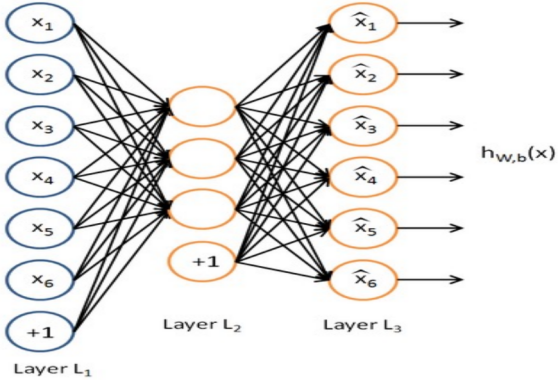 x₁
x₂
x₃
x₄
x₅
x₆
+1
Layer L₁
+1
Layer L₂
x̂₁
x̂₂
x̂₃
x̂₄
x̂₅
x̂₆
Layer L₃
h_W,b(x)